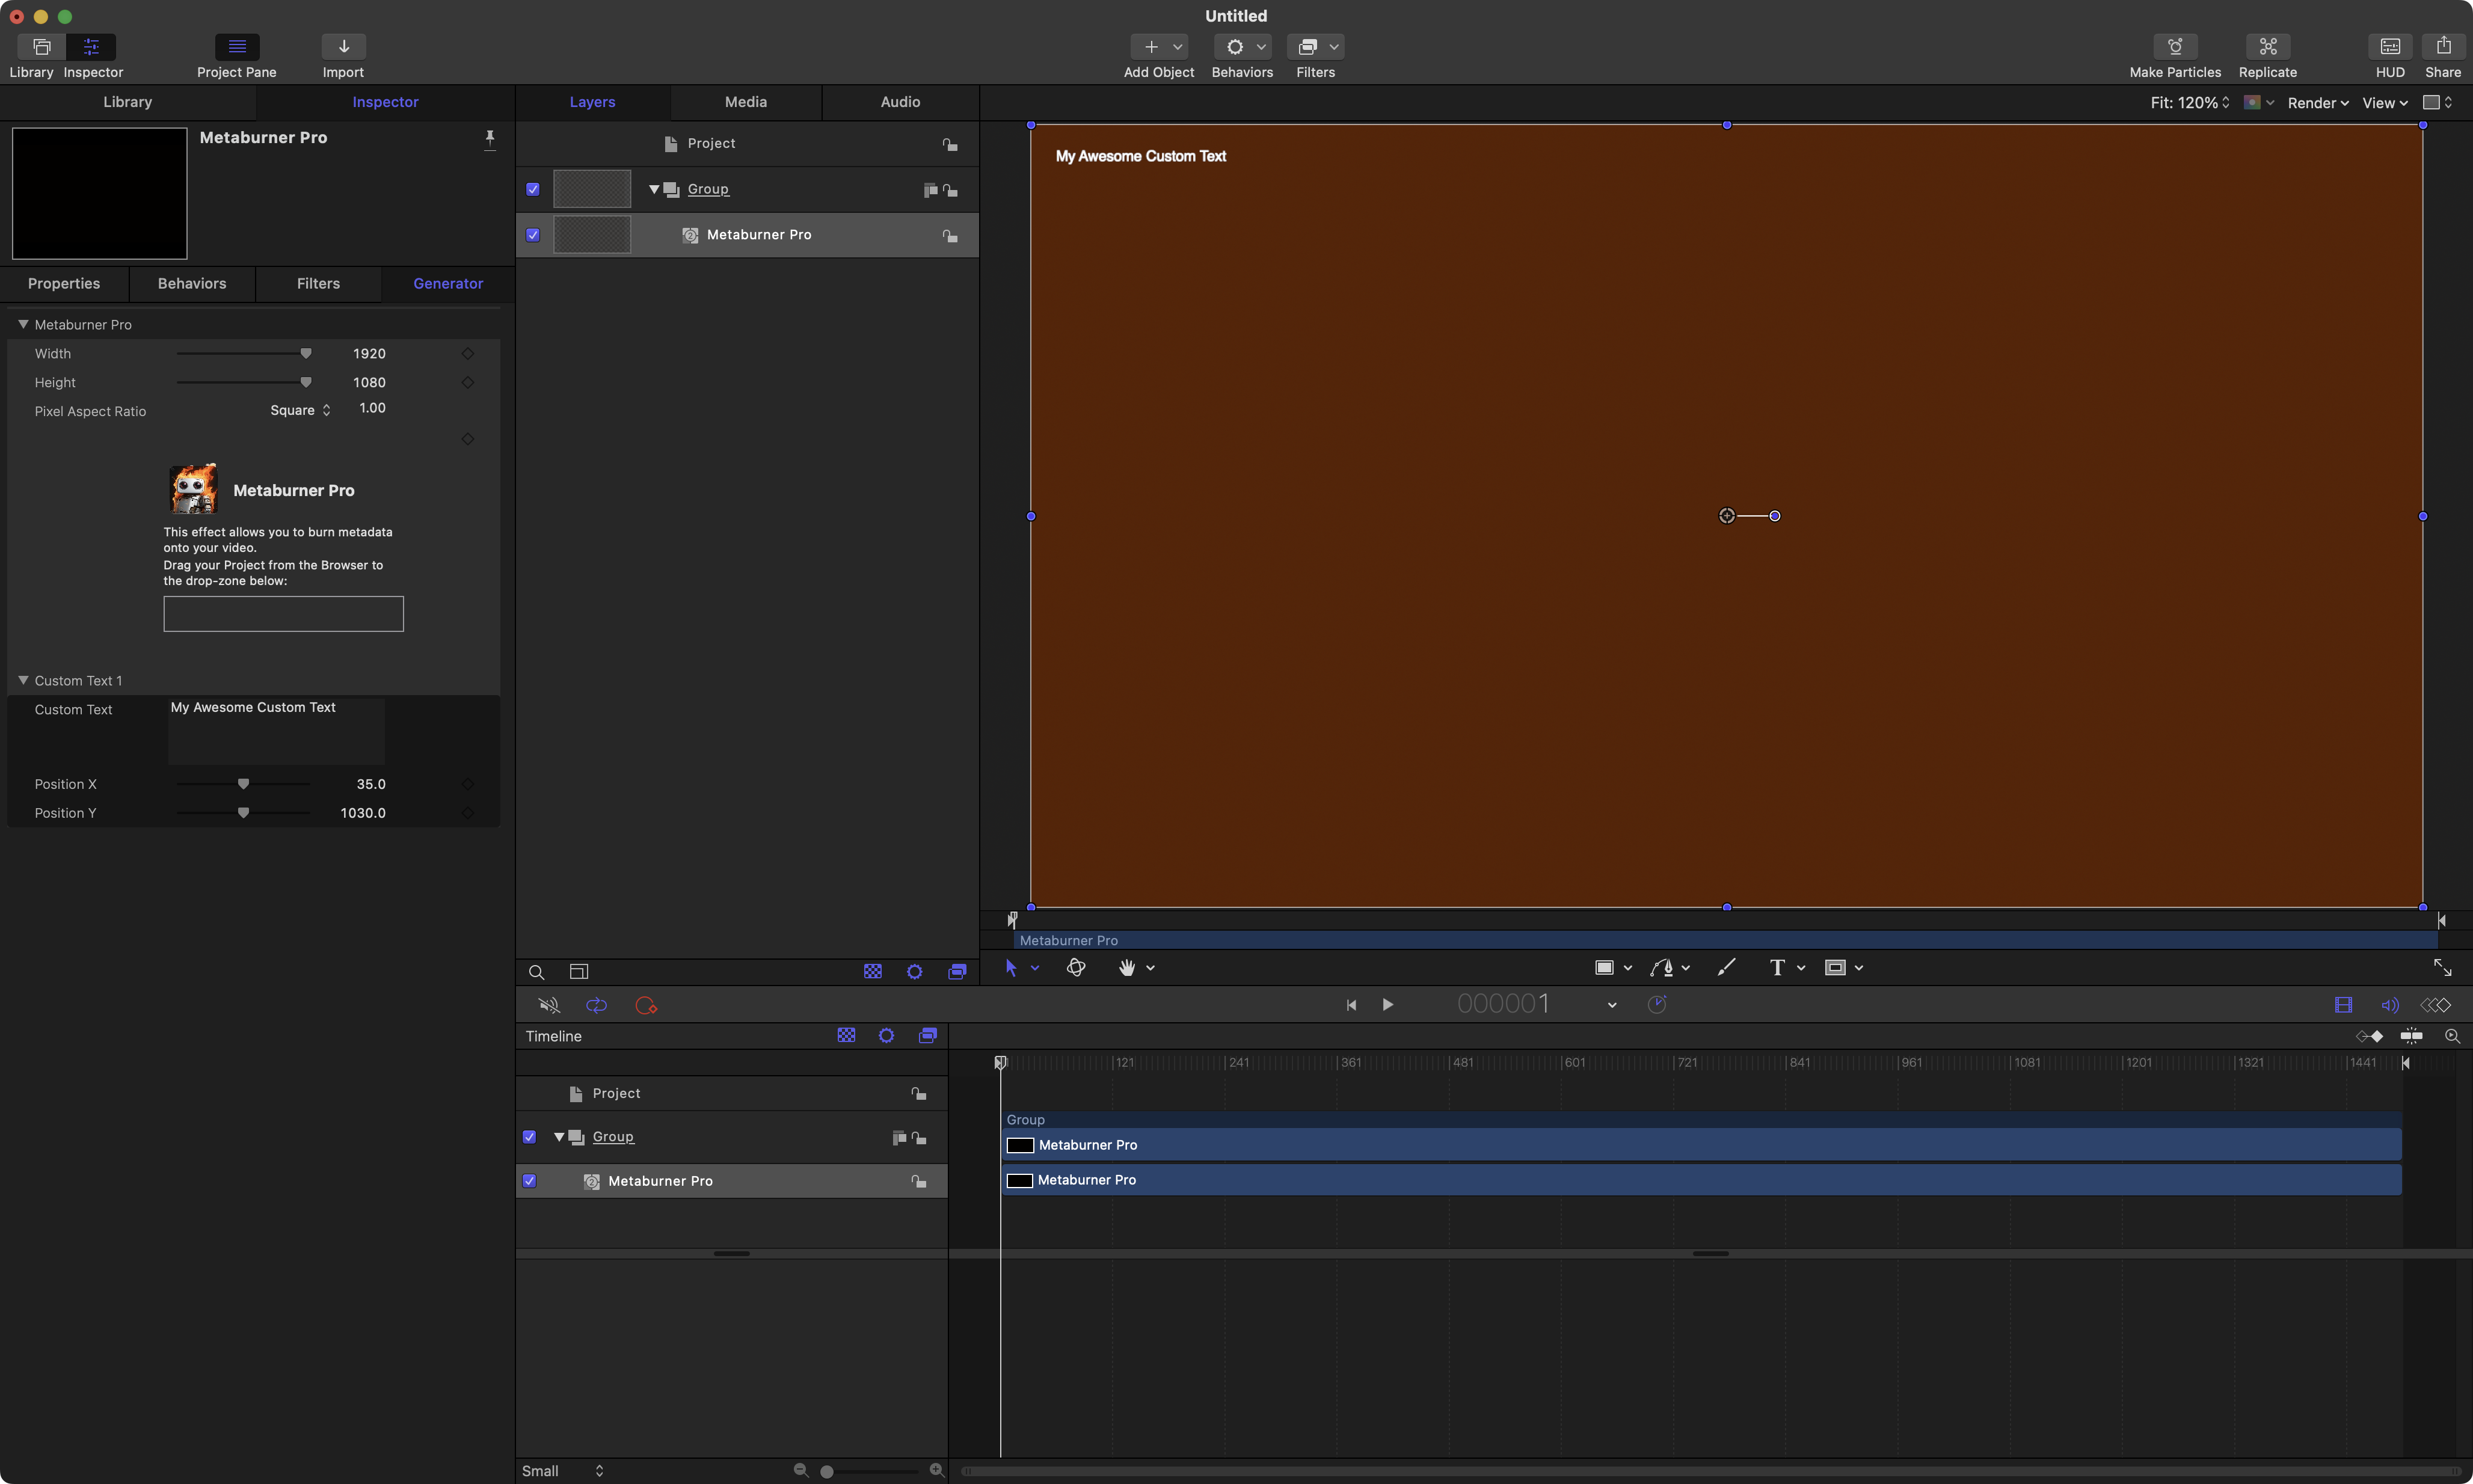 Untitled
Library Inspector Project Pane Import Add Object Behaviors Filters Make Particles Replicate HUD Share
Library Inspector Layers Media Audio Fit: 120% Render View
Metaburner Pro
Project
Group
Metaburner Pro
My Awesome Custom Text
Properties Behaviors Filters Generator
Metaburner Pro
Width 1920
Height 1080
Pixel Aspect Ratio Square 1.00
Metaburner Pro
This effect allows you to burn metadata
onto your video.
Drag your Project from the Browser to
the drop-zone below:
Custom Text 1
Custom Text My Awesome Custom Text
Position X 35.0
Position Y 1030.0
Metaburner Pro
T
000001
Timeline
121 241 361 481 601 721 841 961 1081 1201 1321 1441
Project
Group
Metaburner Pro
Group
Metaburner Pro
Metaburner Pro
Small